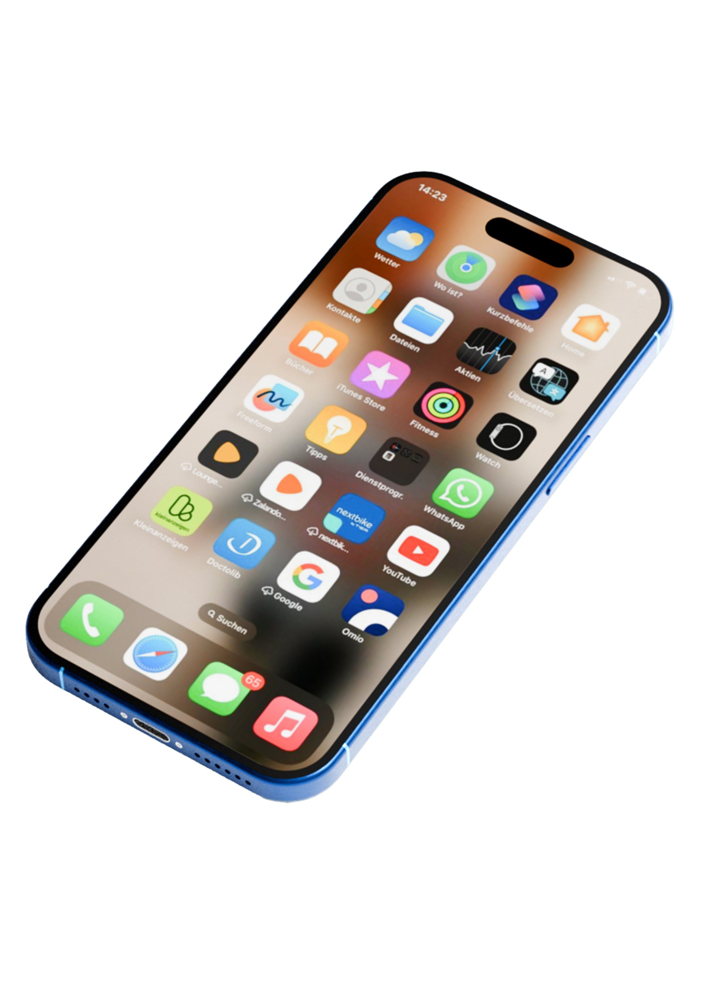 14:23
Wetter
Wo ist?
Kurzbefehle
Home
Kontakte
Dateien
Aktien
A
文
Übersetzen
Bücher
iTunes Store
Fitness
Watch
Freeform
Tipps
Dienstprogr.
WhatsApp
Lounge...
Zalando...
nextbike
by TIER
nextbik...
YouTube
kleinanzeigen
Kleinanzeigen
Doctolib
G
Google
Omio
Suchen
65